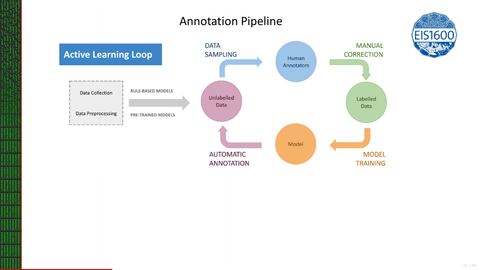 Annotation Pipeline
EIS1600
Active Learning Loop
DATA
SAMPLING
MANUAL
CORRECTION
Human
Annotators
Data Collection
Data Preprocessing
RULE-BASED MODELS
PRE-TRAINED MODELS
Unlabelled
Data
Labelled
Data
Model
AUTOMATIC
ANNOTATION
MODEL
TRAINING